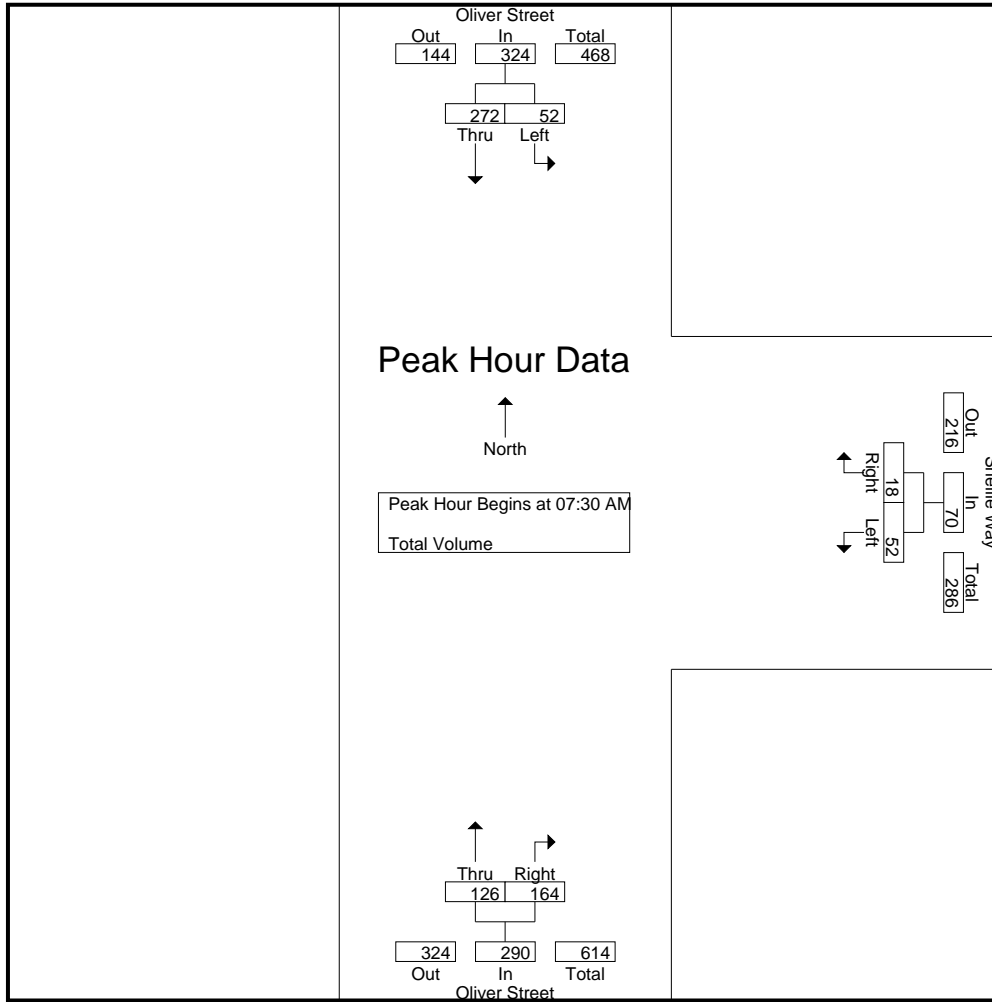 Oliver Street
Out In Total
144 324 468
272 52
Thru Left
Peak Hour Data
North
Peak Hour Begins at 07:30 AM
Total Volume
Out In Total
216 70 286
18 52
Right Left
Way
Thru Right
126 164
324 290 614
Out In Total
Oliver Street